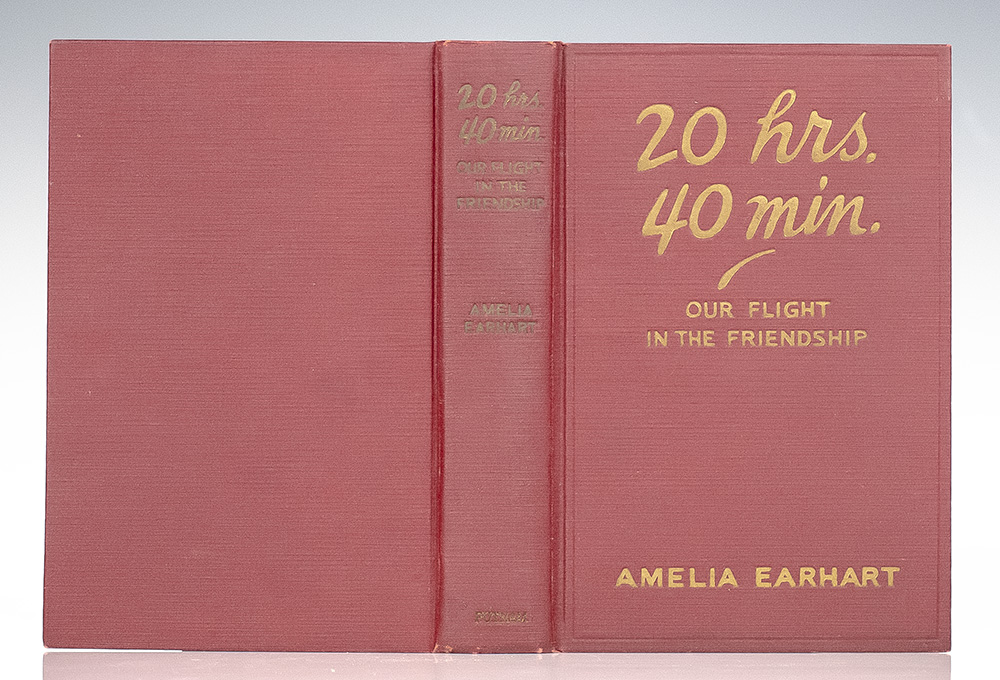 20 hrs.
40 min.
OUR FLIGHT
IN THE
FRIENDSHIP
AMELIA
EARHART
PUTNAM
20 hrs.
40 min.
OUR FLIGHT
IN THE FRIENDSHIP
AMELIA EARHART